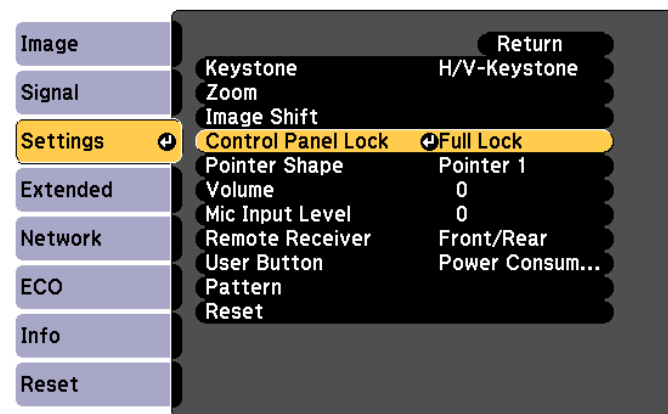 Image
Signal
Settings
Extended
Network
ECO
Info
Reset
Return
Keystone H/V-Keystone
Zoom
Image Shift
Control Panel Lock Full Lock
Pointer Shape Pointer 1
Volume 0
Mic Input Level 0
Remote Receiver Front/Rear
User Button Power Consum...
Pattern
Reset